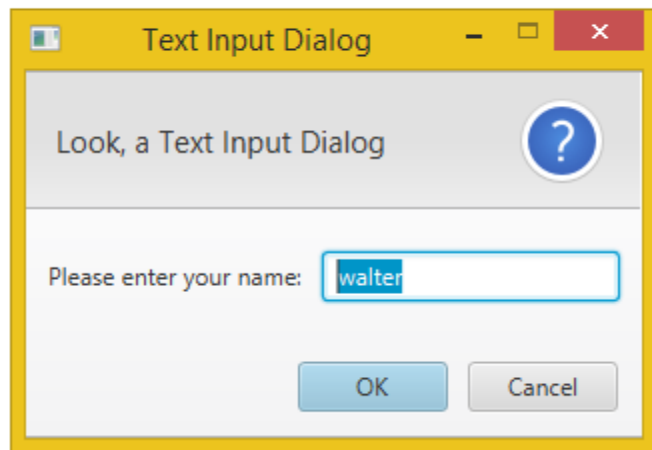 Text Input Dialog
Look, a Text Input Dialog
?
Please enter your name: walter
OK Cancel